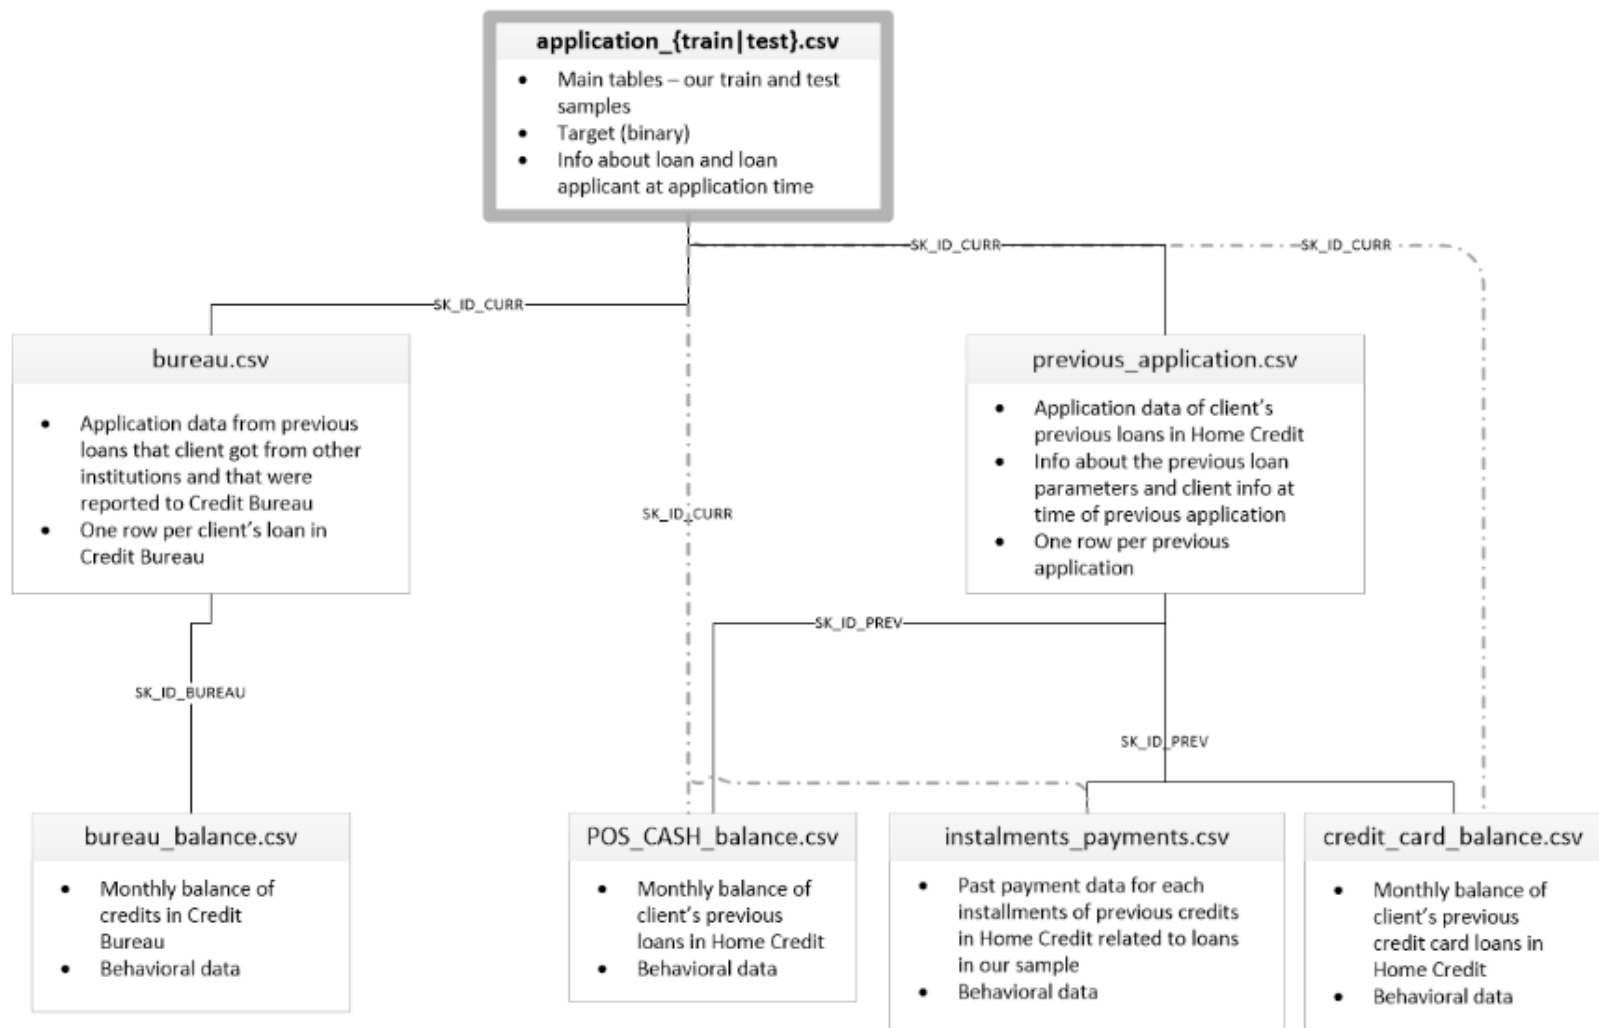 application_{train|test}.csv
• Main tables – our train and test
samples
• Target (binary)
• Info about loan and loan
applicant at application time
SK_ID_CURR
SK_ID_CURR
SK_ID_CURR
bureau.csv
• Application data from previous
loans that client got from other
institutions and that were
reported to Credit Bureau
• One row per client's loan in
Credit Bureau
previous_application.csv
• Application data of client's
previous loans in Home Credit
• Info about the previous loan
parameters and client info at
time of previous application
• One row per previous
application
SK_ID_CURR
SK_ID_PREV
SK_ID_BUREAU
SK_ID_PREV
bureau_balance.csv
• Monthly balance of
credits in Credit
Bureau
• Behavioral data
POS_CASH_balance.csv
• Monthly balance of
client's previous
loans in Home Credit
• Behavioral data
instalments_payments.csv
• Past payment data for each
installments of previous credits
in Home Credit related to loans
in our sample
• Behavioral data
credit_card_balance.csv
• Monthly balance of
client's previous
credit card loans in
Home Credit
• Behavioral data